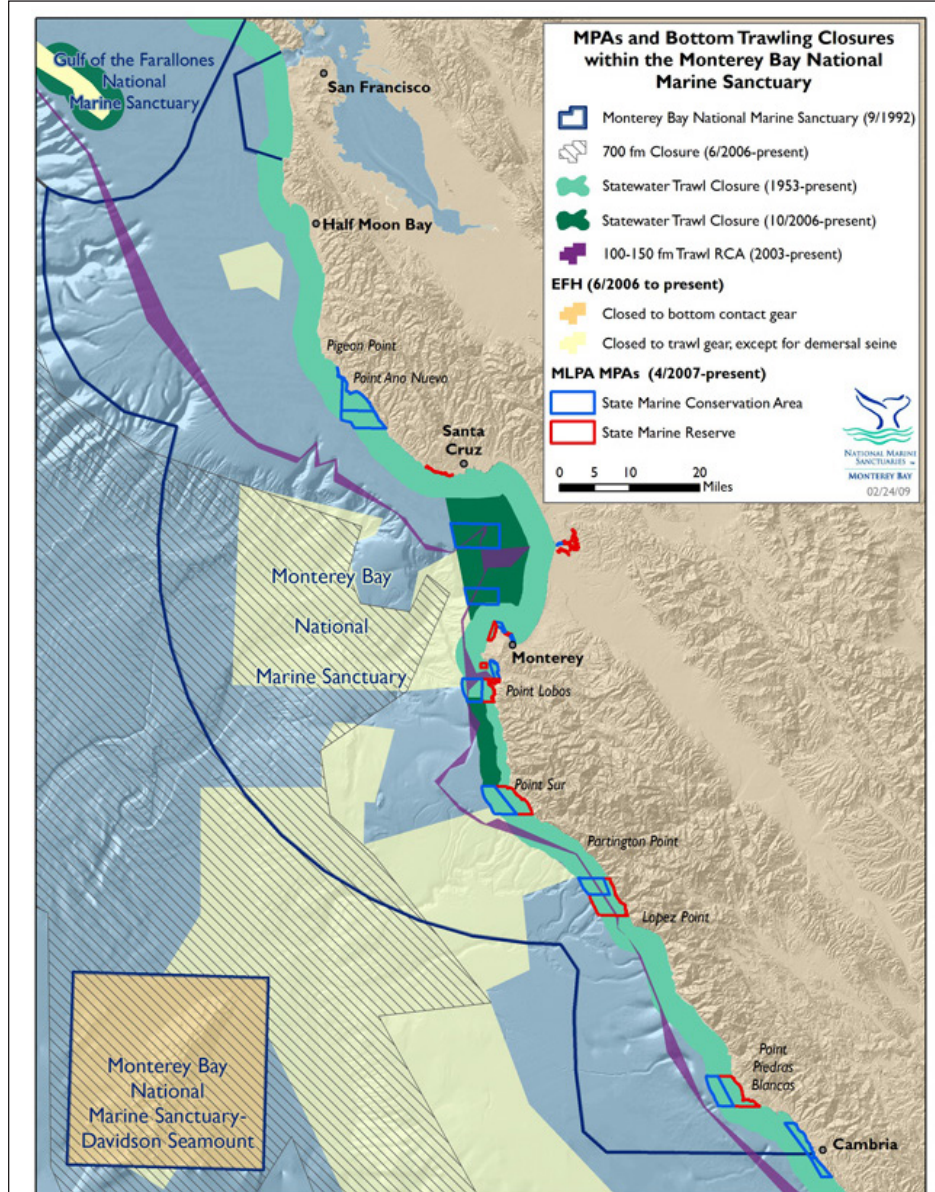 MPAs and Bottom Trawling Closures
within the Monterey Bay National
Marine Sanctuary
Monterey Bay National Marine Sanctuary (9/1992)
700 fm Closure (6/2006-present)
Statewater Trawl Closure (1953-present)
Statewater Trawl Closure (10/2006-present)
100-150 fm Trawl RCA (2003-present)
EFH (6/2006 to present)
Closed to bottom contact gear
Closed to trawl gear, except for demersal seine
MLPA MPAs (4/2007-present)
State Marine Conservation Area
State Marine Reserve
0 5 10 20
Miles
NATIONAL MARINE
SANCTUARIES
MONTEREY BAY
02/24/09
Gulf of the Farallones
National
Marine Sanctuary
San Francisco
Half Moon Bay
Pigeon Point
Point Ano Nuevo
Santa
Cruz
Monterey Bay
National
Marine Sanctuary
Monterey
Point Lobos
Point Sur
Partington Point
Lopez Point
Point
Piedras
Blancas
Cambria
Monterey Bay
National
Marine Sanctuary-
Davidson Seamount